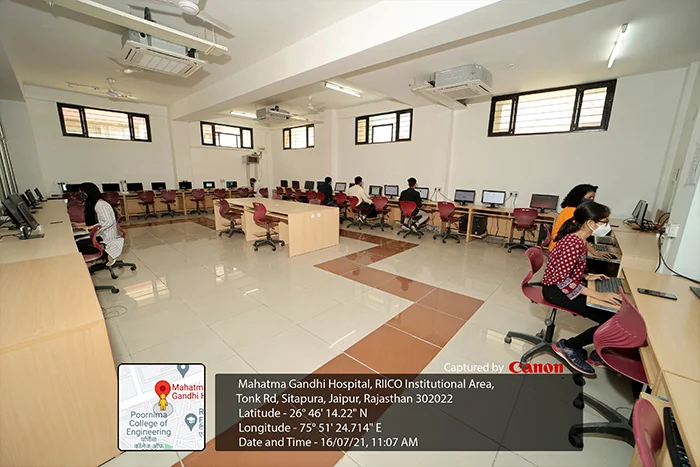 Captured by Canon
Mahatma Gandhi Hospital, RIICO Institutional Area,
Tonk Rd, Sitapura, Jaipur, Rajasthan 302022
Latitude - 26° 46' 14.22" N
Longitude - 75° 51' 24.714" E
Date and Time - 16/07/21, 11:07 AM
Mahatma
Gandhi H
Poornima
College of
Engineering
पूर्णिमा
कॉलेज ऑफ